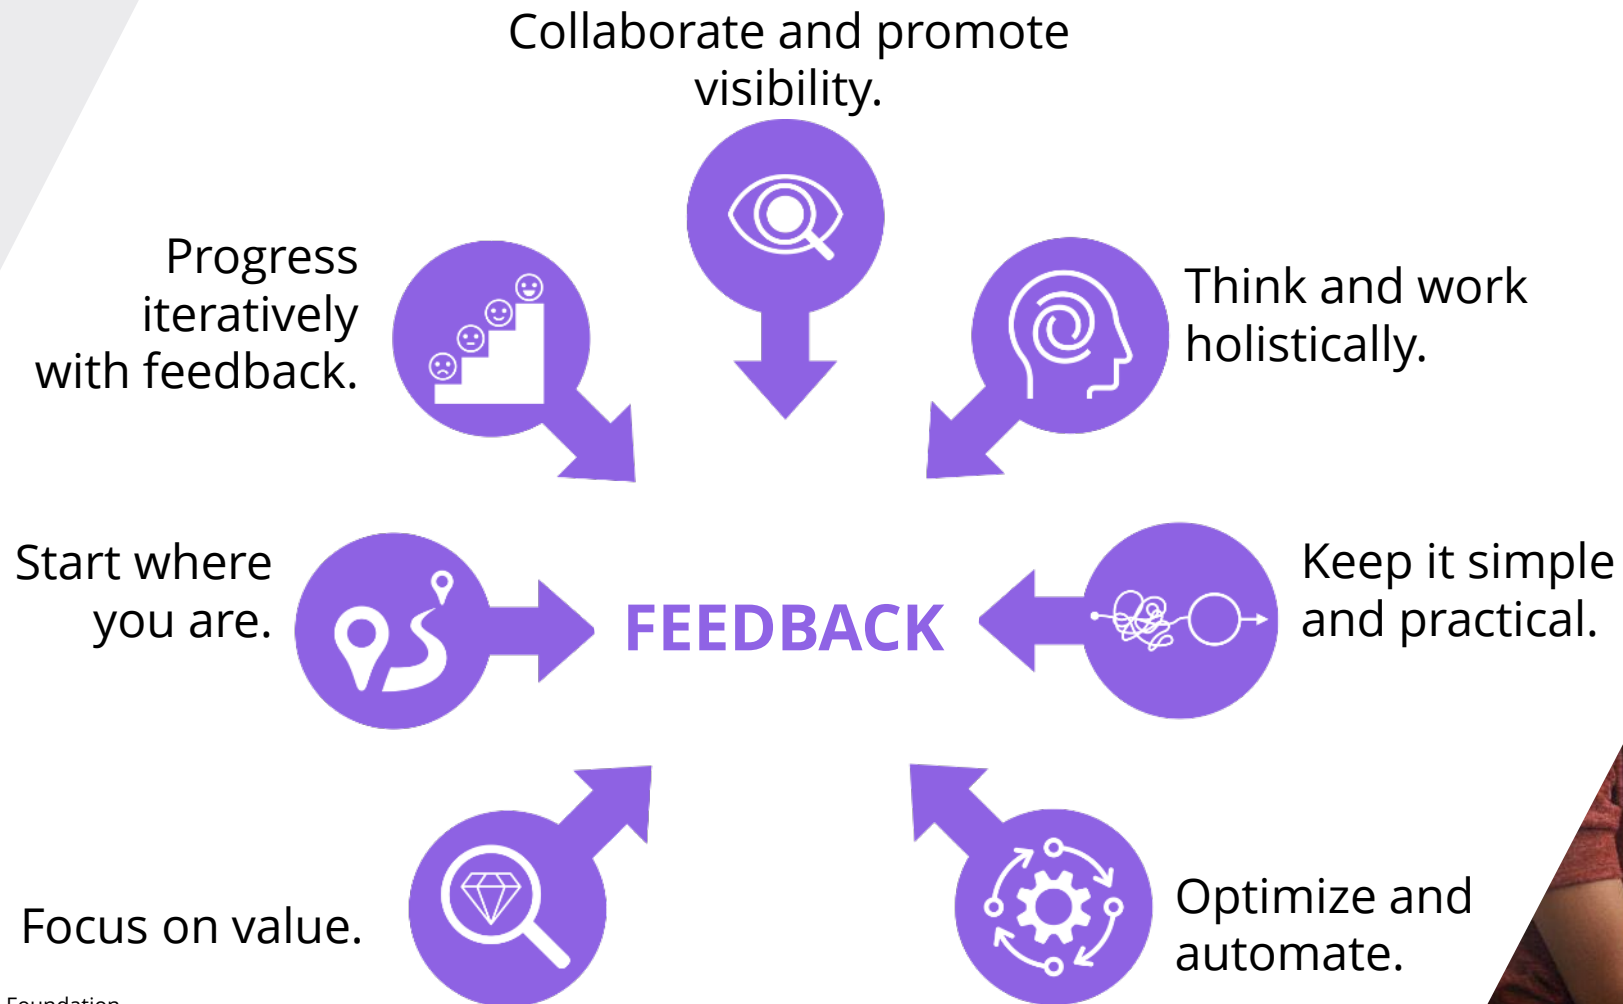 Collaborate and promote
visibility.
Progress
iteratively
with feedback.
Think and work
holistically.
Start where
you are.
FEEDBACK
Keep it simple
and practical.
Focus on value.
Optimize and
automate.
Foundation